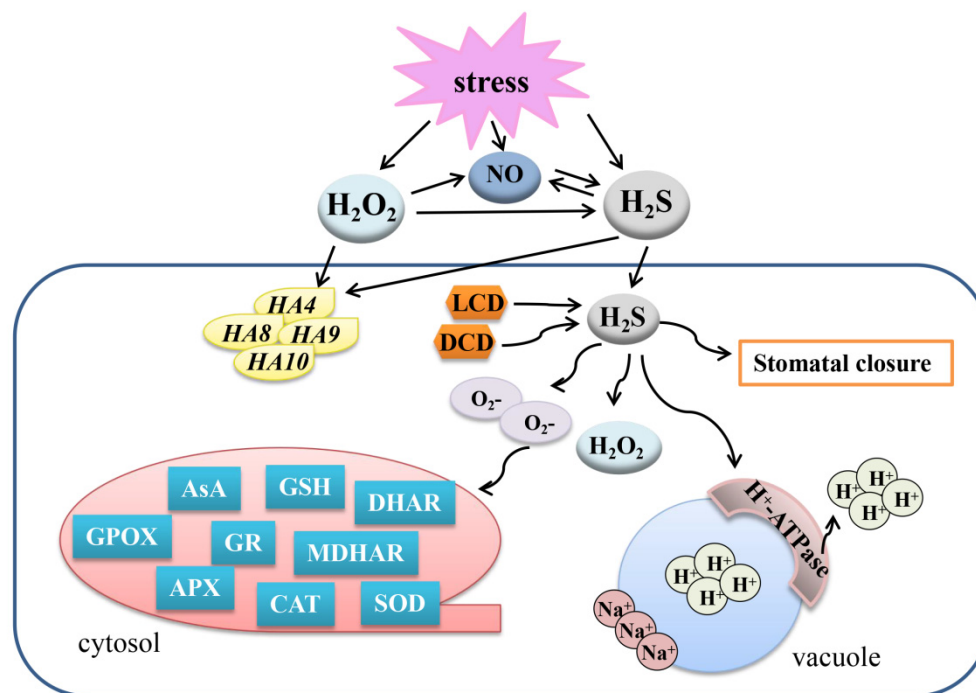 stress
H₂O₂
NO
H₂S
HA4
HA8
HA9
HA10
LCD
DCD
H₂S
Stomatal closure
O₂-
O₂-
H₂O₂
H⁺-ATPase
H⁺
H⁺
H⁺
H⁺
AsA
GSH
DHAR
GPOX
GR
MDHAR
APX
CAT
SOD
H⁺
H⁺
H⁺
H⁺
Na⁺
Na⁺
Na⁺
cytosol
vacuole